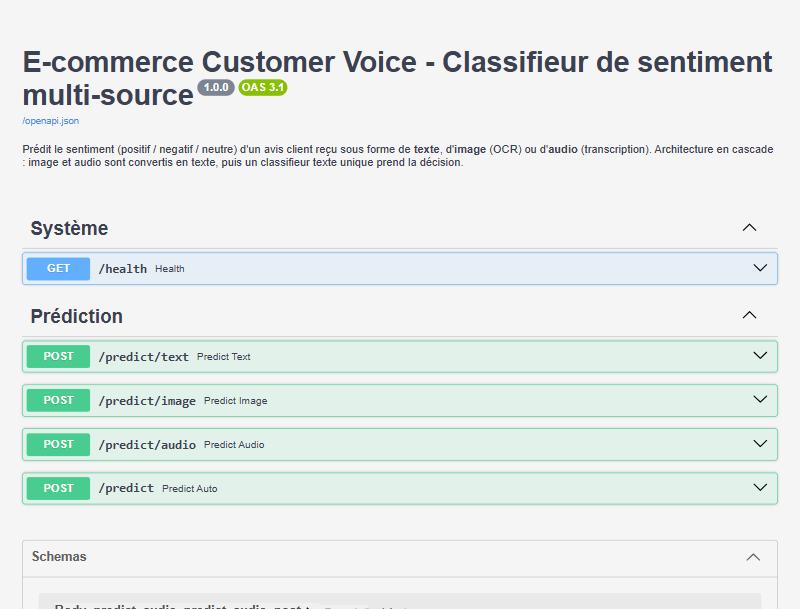 E-commerce Customer Voice - Classifieur de sentiment
multi-source 1.0.0 OAS 3.1
/openapi.json
Prédit le sentiment (positif / negatif / neutre) d'un avis client reçu sous forme de texte, d'image (OCR) ou d'audio (transcription). Architecture en cascade
: image et audio sont convertis en texte, puis un classifieur texte unique prend la décision.
Système
GET /health Health
Prédiction
POST /predict/text Predict Text
POST /predict/image Predict Image
POST /predict/audio Predict Audio
POST /predict Predict Auto
Schemas